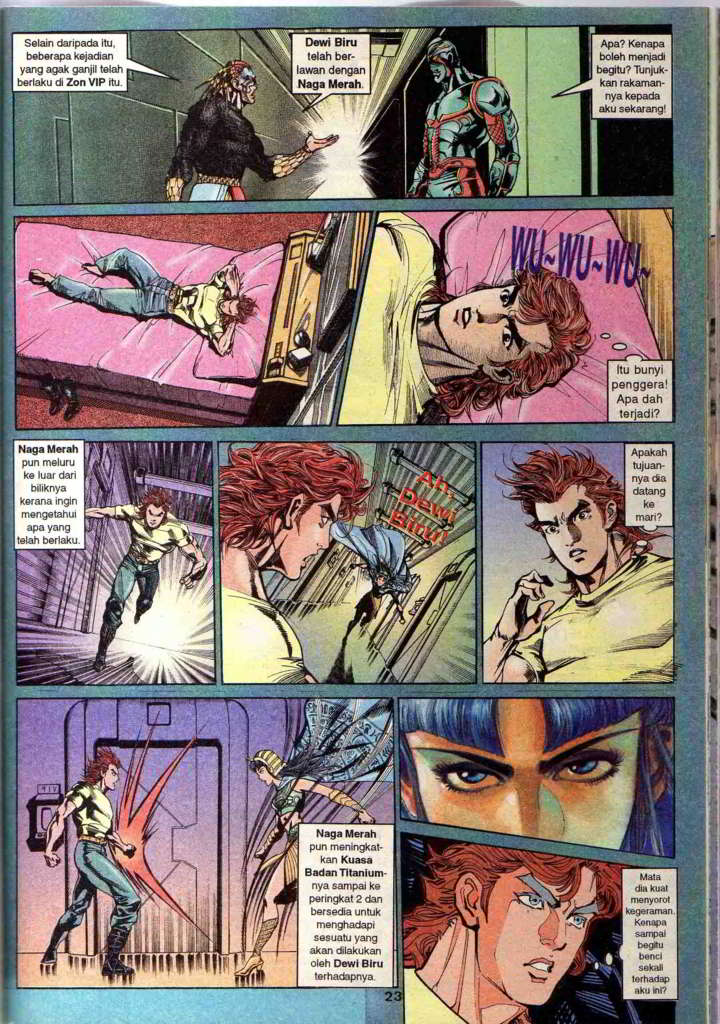 Selain daripada itu,
beberapa kejadian
yang agak ganjil telah
berlaku di Zon VIP itu.
Dewi Biru
telah ber-
lawan dengan
Naga Merah.
Apa? Kenapa
boleh menjadi
begitu? Tunjuk-
kan rakaman-
nya kepada
aku sekarang!
WU~WU~WU~
Itu bunyi
penggera!
Apa dah
terjadi?
Naga Merah
pun meluru
ke luar dari
biliknya
kerana ingin
mengetahui
apa yang
telah berlaku.
Ah,
Dewi
Biru!
Apakah
tujuan-
nya dia
datang
ke
mari?
Naga Merah
pun meningkat-
kan Kuasa
Badan Titanium-
nya sampai ke
peringkat 2 dan
bersedia untuk
menghadapi
sesuatu yang
akan dilakukan
oleh Dewi Biru
terhadapnya.
Mata
dia kuat
menyorot
kegeraman.
Kenapa
sampai
begitu
benci
sekali
terhadap
aku ini?
23